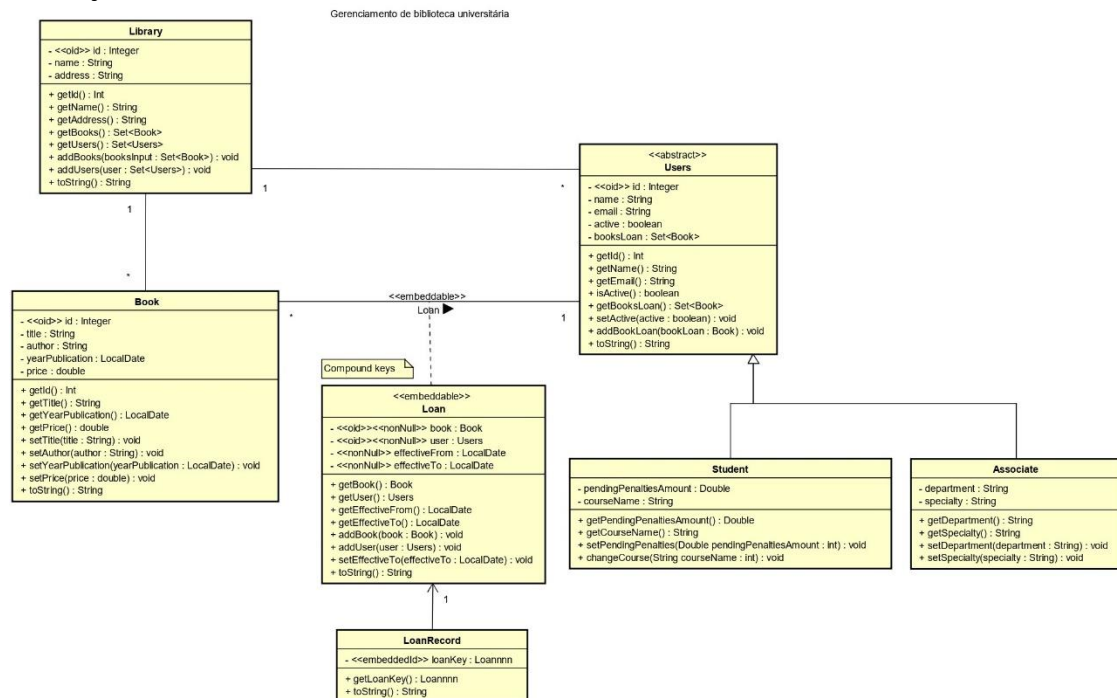 Gerenciamento de biblioteca universitária
Library
- <<oid>> id : Integer
- name : String
- address : String
+ getId() : Int
+ getName() : String
+ getAddress() : String
+ getBooks() : Set<Book>
+ getUsers() : Set<Users>
+ addBooks(booksInput : Set<Book>) : void
+ addUsers(user : Set<Users>) : void
+ toString() : String
1
*
1
*
<<abstract>>
Users
- <<oid>> id : Integer
- name : String
- email : String
- active : boolean
- booksLoan : Set<Book>
+ getId() : Int
+ getName() : String
+ getEmail() : String
+ isActive() : boolean
+ getBooksLoan() : Set<Book>
+ setActive(active : boolean) : void
+ addBookLoan(bookLoan : Book) : void
+ toString() : String
Book
- <<oid>> id : Integer
- title : String
- author : String
- yearPublication : LocalDate
- price : double
+ getId() : Int
+ getTitle() : String
+ getYearPublication() : LocalDate
+ getPrice() : double
+ setTitle(title : String) : void
+ setAuthor(author : String) : void
+ setYearPublication(yearPublication : LocalDate) : void
+ setPrice(price : double) : void
+ toString() : String
*
<<embeddable>>
Loan ▶
1
Compound keys
<<embeddable>>
Loan
- <<oid>><<nonNull>> book : Book
- <<oid>><<nonNull>> user : Users
- <<nonNull>> effectiveFrom : LocalDate
- <<nonNull>> effectiveTo : LocalDate
+ getBook() : Book
+ getUser() : Users
+ getEffectiveFrom() : LocalDate
+ getEffectiveTo() : LocalDate
+ addBook(book : Book) : void
+ addUser(user : Users) : void
+ setEffectiveTo(effectiveTo : LocalDate) : void
+ toString() : String
1
Student
- pendingPenaltiesAmount : Double
- courseName : String
+ getPendingPenaltiesAmount() : Double
+ getCourseName() : String
+ setPendingPenalties(Double pendingPenaltiesAmount : int) : void
+ changeCourse(String courseName : int) : void
Associate
- department : String
- specialty : String
+ getDepartment() : String
+ getSpecialty() : String
+ setDepartment(department : String) : void
+ setSpecialty(specialty : String) : void
LoanRecord
- <<embeddedId>> loanKey : Loannnn
+ getLoanKey() : Loannnn
+ toString() : String